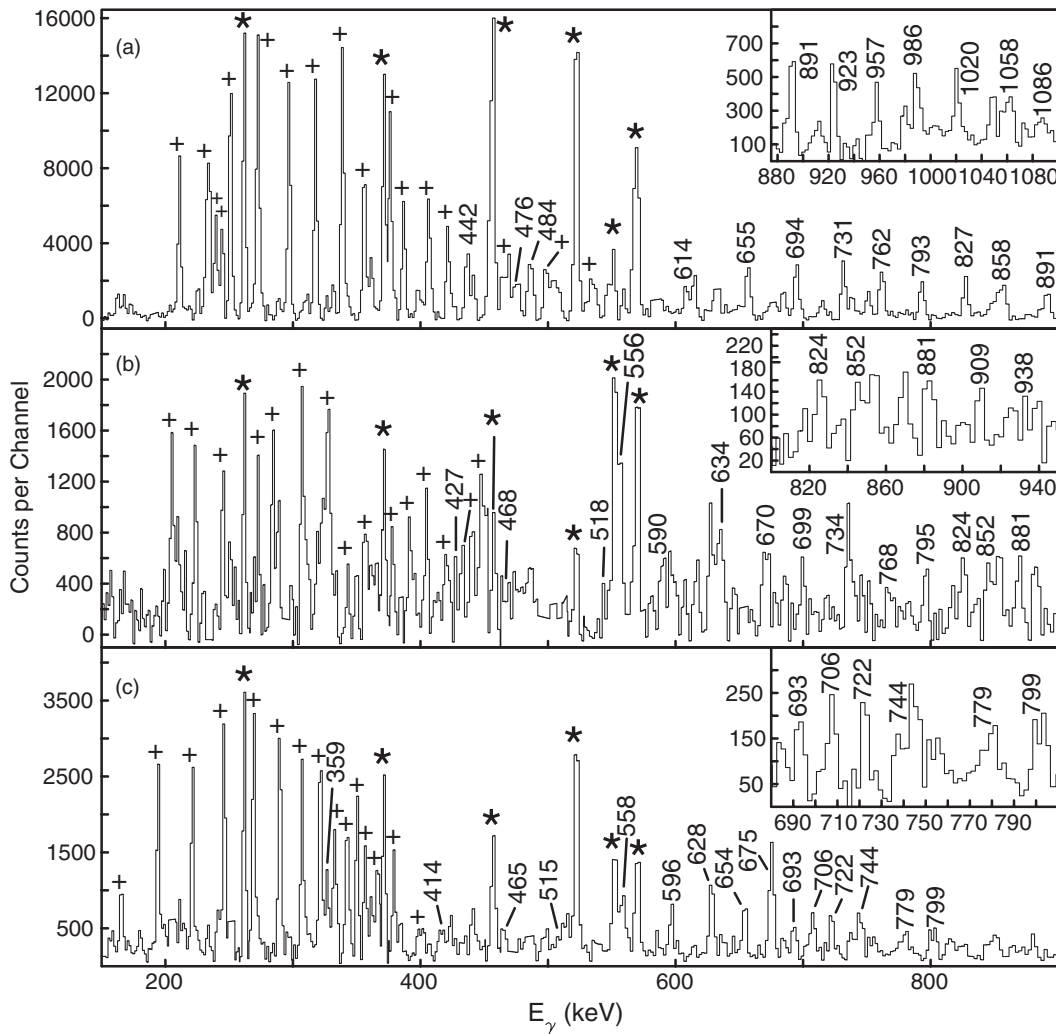 Counts per Channel
(a)
16000
12000
8000
4000
0
* + + + + + + * + + + + + + 442 * + 476 484 + * + * *
614 655 694 731 762 793 827 858 891
700
500
300
100
891 923 957 986 1020 1058 1086
880 920 960 1000 1040 1080
(b)
2000
1600
1200
800
400
0
+ + + * + + + + + + * + + + + 427 + + * 468 * 518 * 556 * 590 634 670 699 734 768 795 824 852 881
220
180
140
100
60
20
824 852 881 909 938
820 860 900 940
(c)
3500
2500
1500
500
+ + + + * + + + + 359 + + + + + * + + 414 * 465 515 * * 558 * 596 628 654 675 693 706 722 744 779 799
250
150
50
693 706 722 744 779 799
690 710 730 750 770 790
200 400 600 800
Eγ (keV)